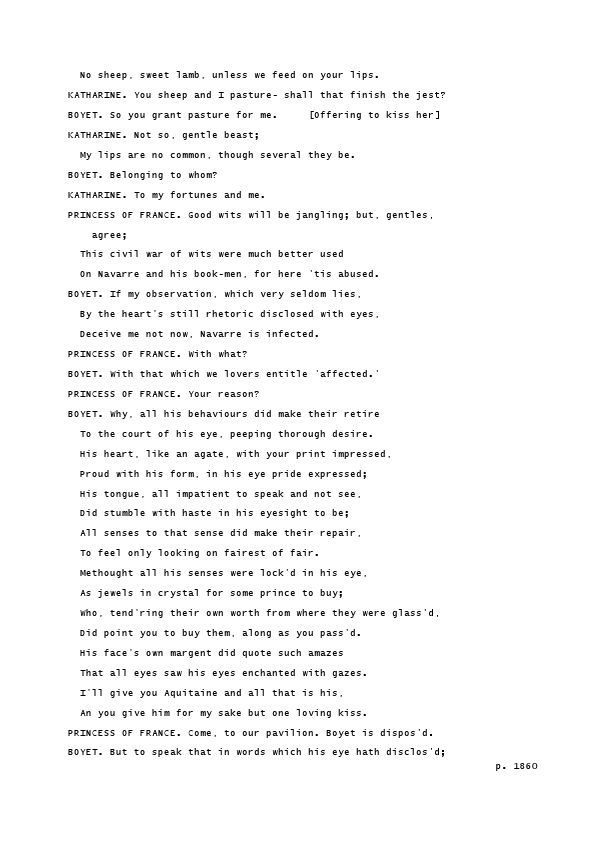 No sheep, sweet lamb, unless we feed on your lips.
KATHARINE. You sheep and I pasture- shall that finish the jest?
BOYET. So you grant pasture for me. [Offering to kiss her]
KATHARINE. Not so, gentle beast;
My lips are no common, though several they be.
BOYET. Belonging to whom?
KATHARINE. To my fortunes and me.
PRINCESS OF FRANCE. Good wits will be jangling; but, gentles,
agree;
This civil war of wits were much better used
On Navarre and his book-men, for here 'tis abused.
BOYET. If my observation, which very seldom lies,
By the heart's still rhetoric disclosed with eyes,
Deceive me not now, Navarre is infected.
PRINCESS OF FRANCE. With what?
BOYET. With that which we lovers entitle 'affected.'
PRINCESS OF FRANCE. Your reason?
BOYET. Why, all his behaviours did make their retire
To the court of his eye, peeping thorough desire.
His heart, like an agate, with your print impressed,
Proud with his form, in his eye pride expressed;
His tongue, all impatient to speak and not see,
Did stumble with haste in his eyesight to be;
All senses to that sense did make their repair,
To feel only looking on fairest of fair.
Methought all his senses were lock'd in his eye,
As jewels in crystal for some prince to buy;
Who, tend'ring their own worth from where they were glass'd,
Did point you to buy them, along as you pass'd.
His face's own margent did quote such amazes
That all eyes saw his eyes enchanted with gazes.
I'll give you Aquitaine and all that is his,
An you give him for my sake but one loving kiss.
PRINCESS OF FRANCE. Come, to our pavilion. Boyet is dispos'd.
BOYET. But to speak that in words which his eye hath disclos'd;
p. 1860